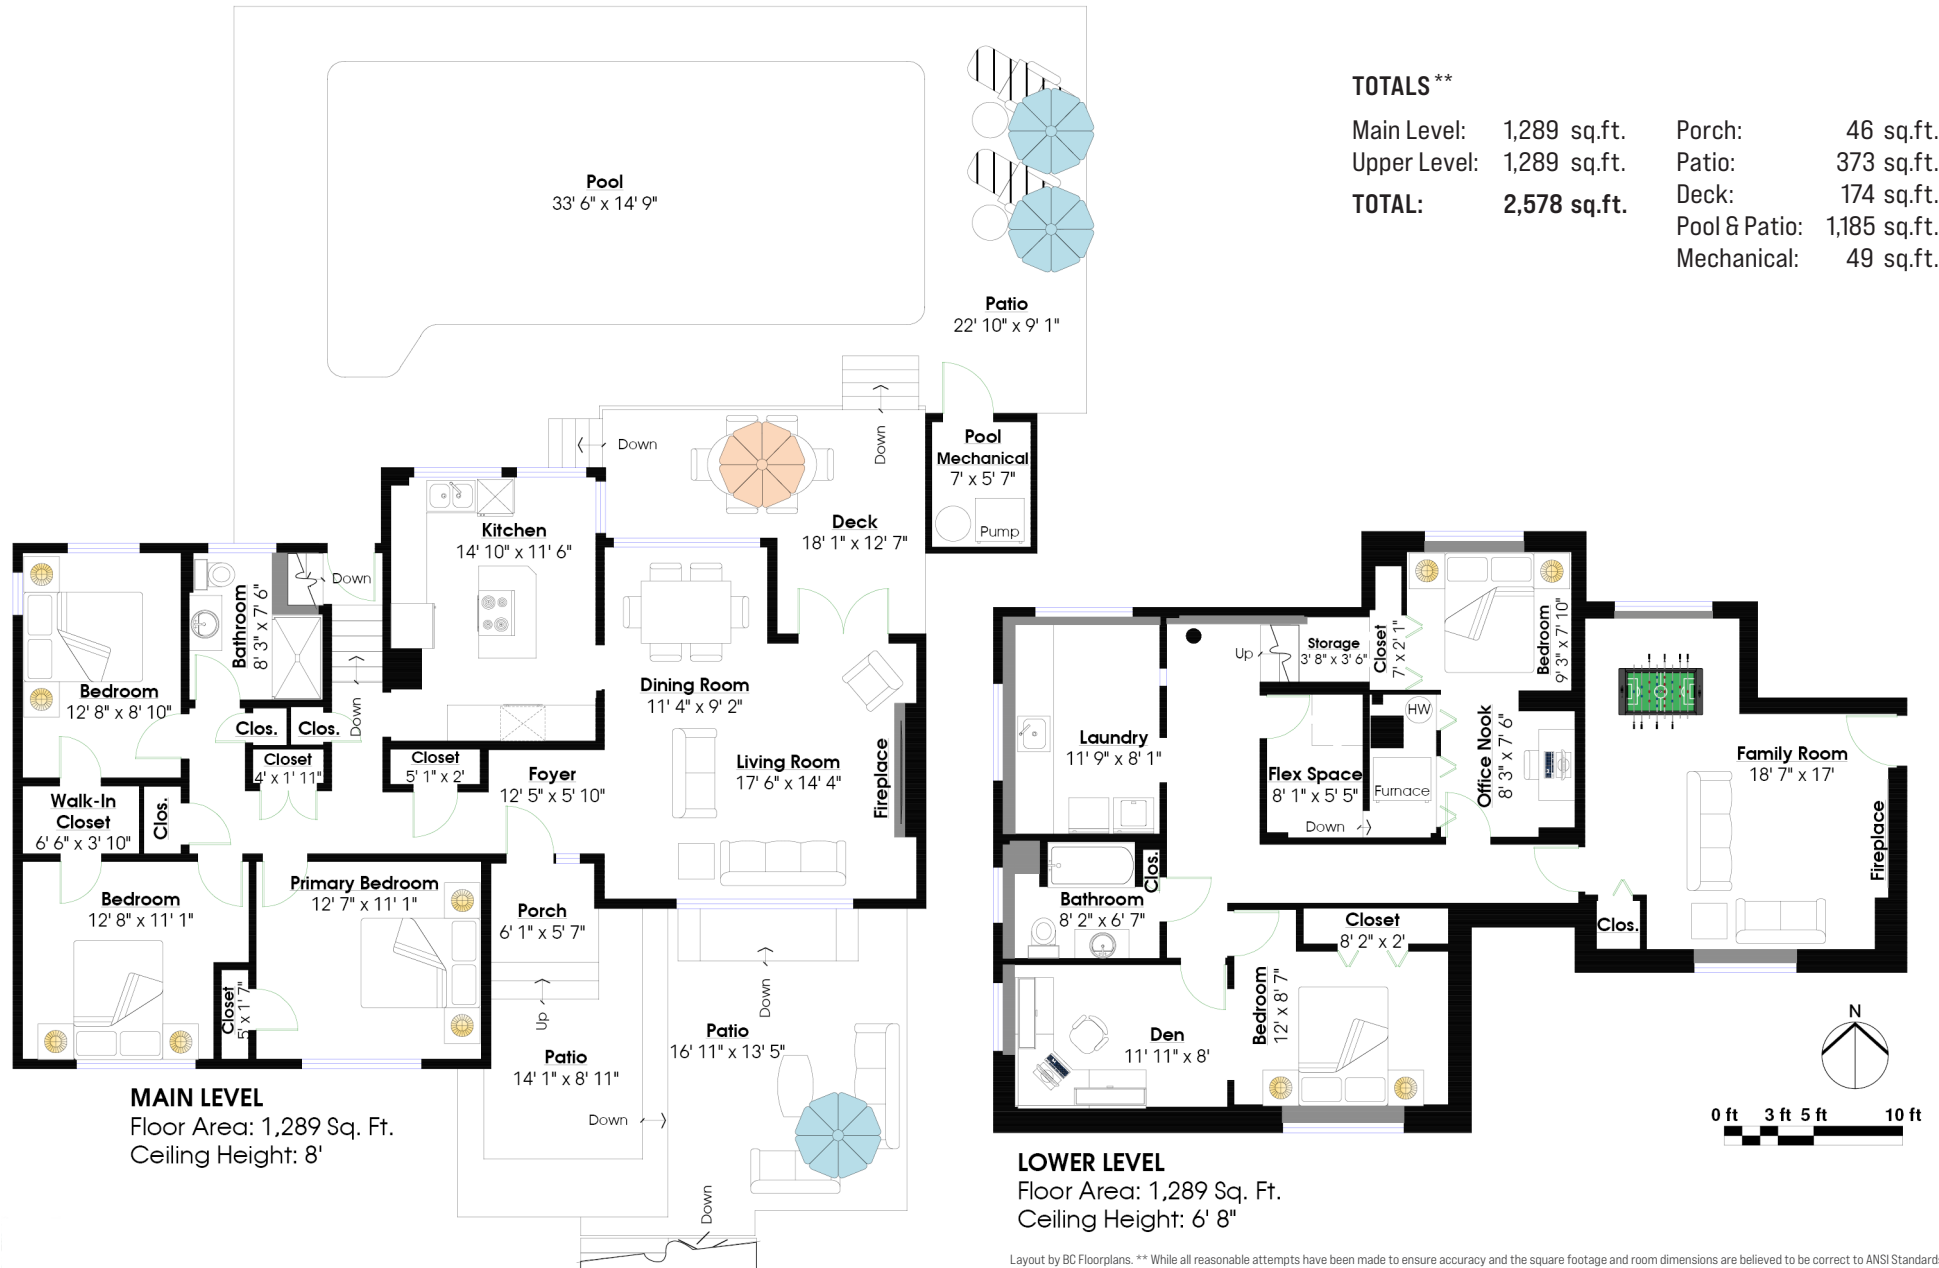 TOTALS **
Main Level: 1,289 sq.ft.
Upper Level: 1,289 sq.ft.
TOTAL: 2,578 sq.ft.
Porch: 46 sq.ft.
Patio: 373 sq.ft.
Deck: 174 sq.ft.
Pool & Patio: 1,185 sq.ft.
Mechanical: 49 sq.ft.
Pool
33' 6" x 14' 9"
Patio
22' 10" x 9' 1"
Down
Down
Pool
Mechanical
7' x 5' 7"
Pump
Deck
18' 1" x 12' 7"
Kitchen
14' 10" x 11' 6"
Down
Bathroom
8' 3" x 7' 6"
Bedroom
12' 8" x 8' 10"
Dining Room
11' 4" x 9' 2"
Clos.
Clos.
Down
Closet
4' x 1' 11"
Closet
5' 1" x 2'
Foyer
12' 5" x 5' 10"
Living Room
17' 6" x 14' 4"
Fireplace
Walk-In
Closet
6' 6" x 3' 10"
Clos.
Bedroom
12' 8" x 11' 1"
Primary Bedroom
12' 7" x 11' 1"
Closet
5' x 1' 7"
Porch
6' 1" x 5' 7"
Up
Down
Patio
14' 1" x 8' 11"
Patio
16' 11" x 13' 5"
Down
Down
MAIN LEVEL
Floor Area: 1,289 Sq. Ft.
Ceiling Height: 8'
Up
Storage
3' 8" x 3' 6"
Closet
7' x 2' 1"
Bedroom
9' 3" x 7' 10"
Laundry
11' 9" x 8' 1"
HW
Flex Space
8' 1" x 5' 5"
Furnace
Down
Office Nook
8' 3" x 7' 6"
Family Room
18' 7" x 17'
Fireplace
Clos.
Bathroom
8' 2" x 6' 7"
Clos.
Closet
8' 2" x 2'
Bedroom
12' x 8' 7"
Den
11' 11" x 8'
N
0 ft 3 ft 5 ft 10 ft
LOWER LEVEL
Floor Area: 1,289 Sq. Ft.
Ceiling Height: 6' 8"
Layout by BC Floorplans. ** While all reasonable attempts have been made to ensure accuracy and the square footage and room dimensions are believed to be correct to ANSI Standard